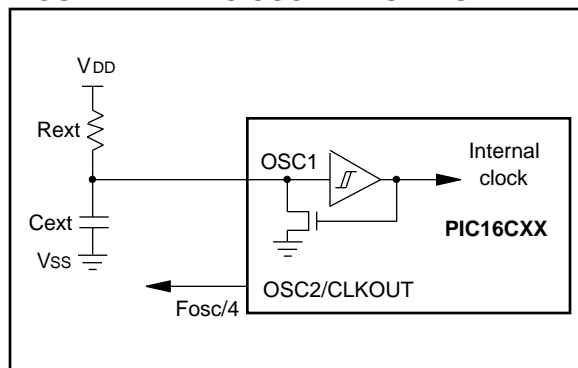 VDD
Rext
OSC1
Internal
clock
Cext
PIC16CXX
VSS
OSC2/CLKOUT
Fosc/4